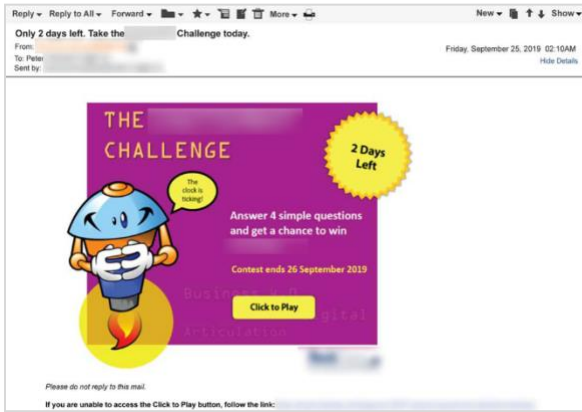 Reply Reply to All Forward More New Show
Only 2 days left. Take the Challenge today.
From:
Friday, September 25, 2019 02:10AM
To: Peter
Hide Details
Sent by:
THE
CHALLENGE
2 Days
Left
The
clock is
ticking!
Answer 4 simple questions
and get a chance to win
Contest ends 26 September 2019
Business
Click to Play
Digital
Articulation
Please do not reply to this mail.
If you are unable to access the Click to Play button, follow the link: